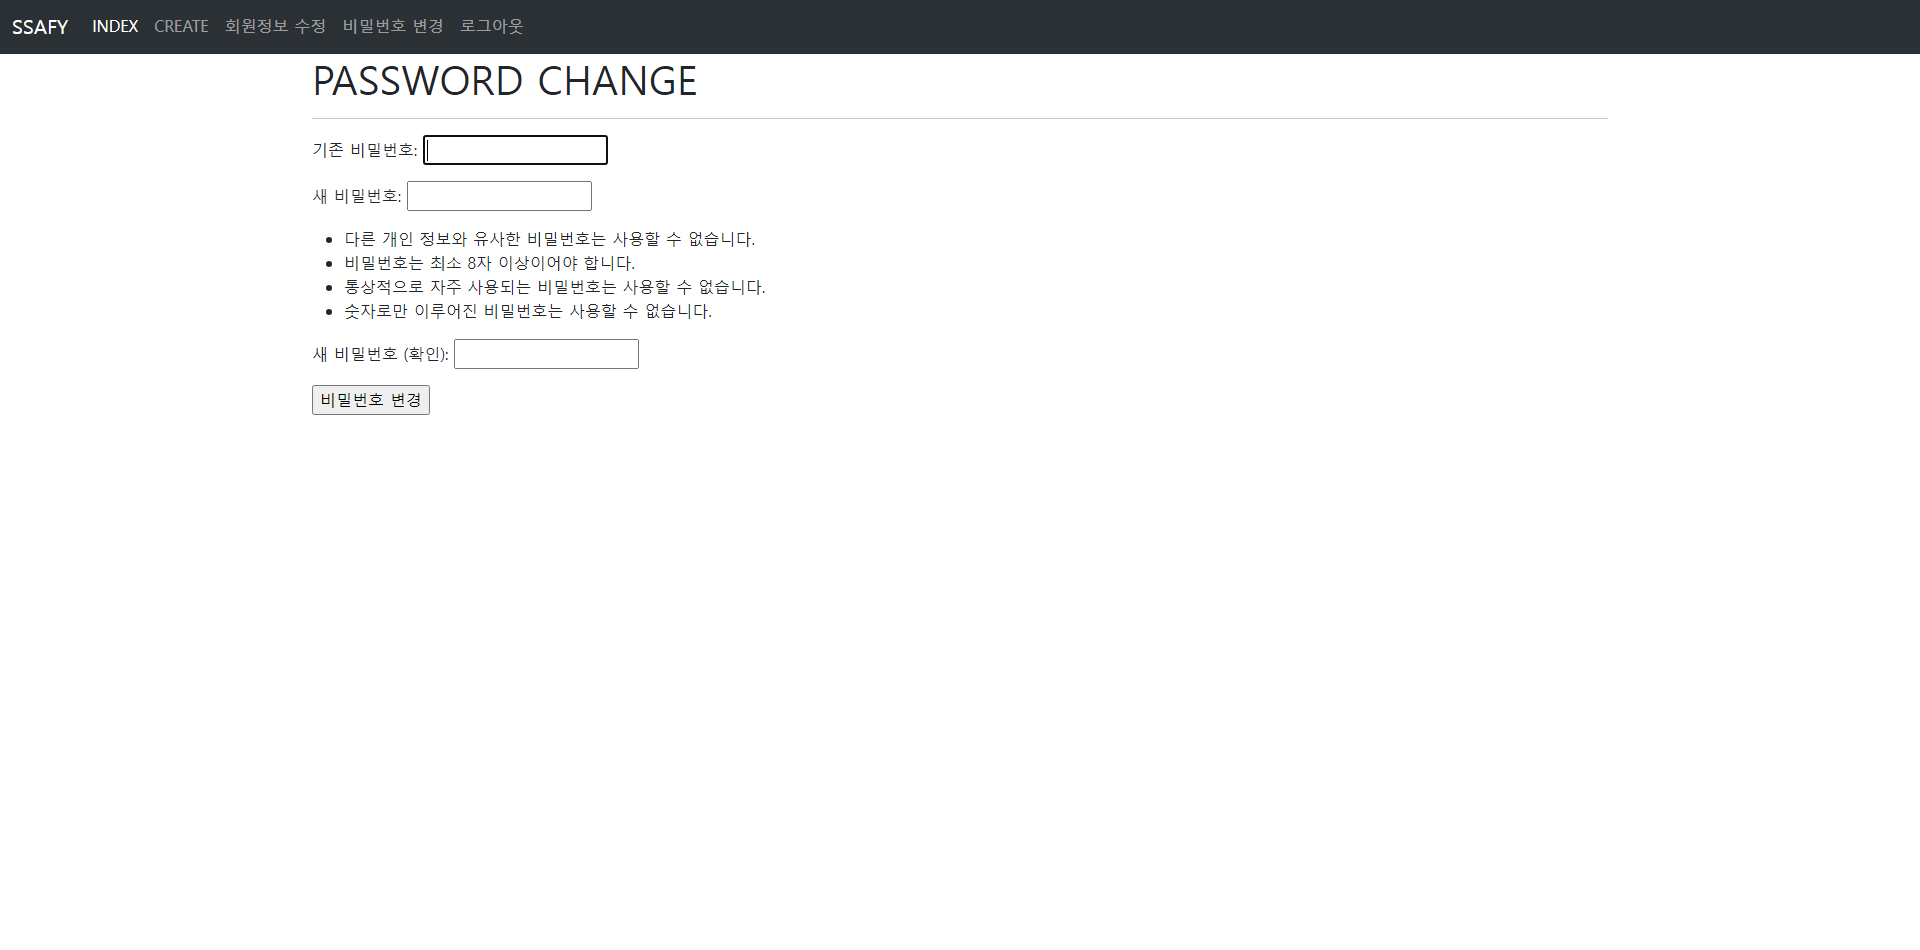 SSAFY INDEX CREATE 회원정보 수정 비밀번호 변경 로그아웃
PASSWORD CHANGE
기존 비밀번호:
새 비밀번호:
다른 개인 정보와 유사한 비밀번호는 사용할 수 없습니다.
비밀번호는 최소 8자 이상이어야 합니다.
통상적으로 자주 사용되는 비밀번호는 사용할 수 없습니다.
숫자로만 이루어진 비밀번호는 사용할 수 없습니다.
새 비밀번호 (확인):
비밀번호 변경